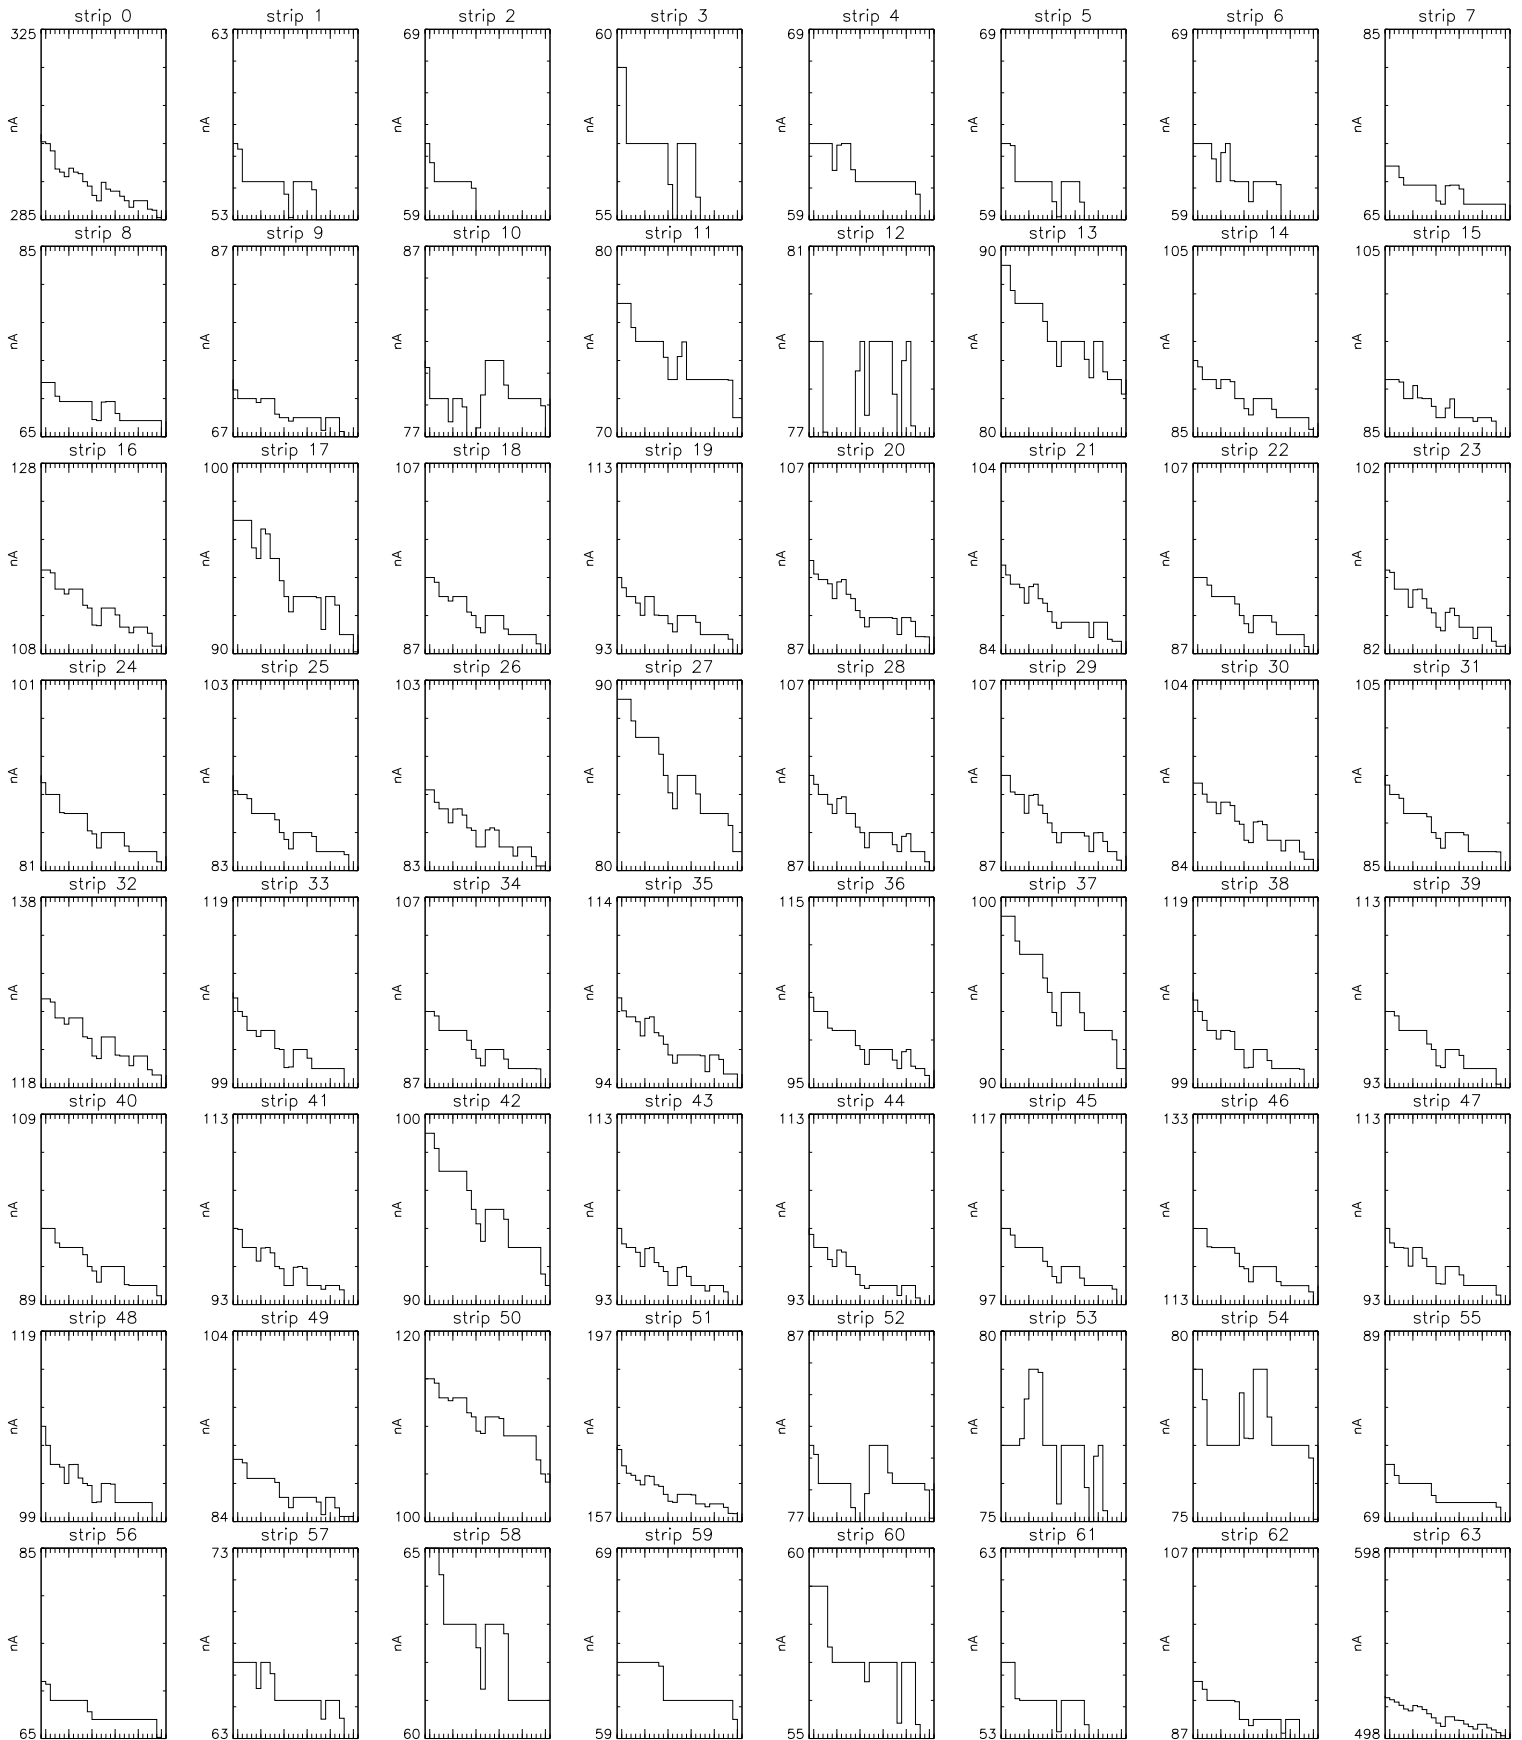 strip 0 strip 1 strip 2 strip 3 strip 4 strip 5 strip 6 strip 7
325 63 69 60 69 69 69 85
nA nA nA nA nA nA nA nA
285 53 59 55 59 59 59 65
strip 8 strip 9 strip 10 strip 11 strip 12 strip 13 strip 14 strip 15
85 87 87 80 81 90 105 105
nA nA nA nA nA nA nA nA
65 67 77 70 77 80 85 85
strip 16 strip 17 strip 18 strip 19 strip 20 strip 21 strip 22 strip 23
128 100 107 113 107 104 107 102
nA nA nA nA nA nA nA nA
108 90 87 93 87 84 87 82
strip 24 strip 25 strip 26 strip 27 strip 28 strip 29 strip 30 strip 31
101 103 103 90 107 107 104 105
nA nA nA nA nA nA nA nA
81 83 83 80 87 87 84 85
strip 32 strip 33 strip 34 strip 35 strip 36 strip 37 strip 38 strip 39
138 119 107 114 115 100 119 113
nA nA nA nA nA nA nA nA
118 99 87 94 95 90 99 93
strip 40 strip 41 strip 42 strip 43 strip 44 strip 45 strip 46 strip 47
109 113 100 113 113 117 133 113
nA nA nA nA nA nA nA nA
89 93 90 93 93 97 113 93
strip 48 strip 49 strip 50 strip 51 strip 52 strip 53 strip 54 strip 55
119 104 120 197 87 80 80 89
nA nA nA nA nA nA nA nA
99 84 100 157 77 75 75 69
strip 56 strip 57 strip 58 strip 59 strip 60 strip 61 strip 62 strip 63
85 73 65 69 60 63 107 598
nA nA nA nA nA nA nA nA
65 63 60 59 55 53 87 498